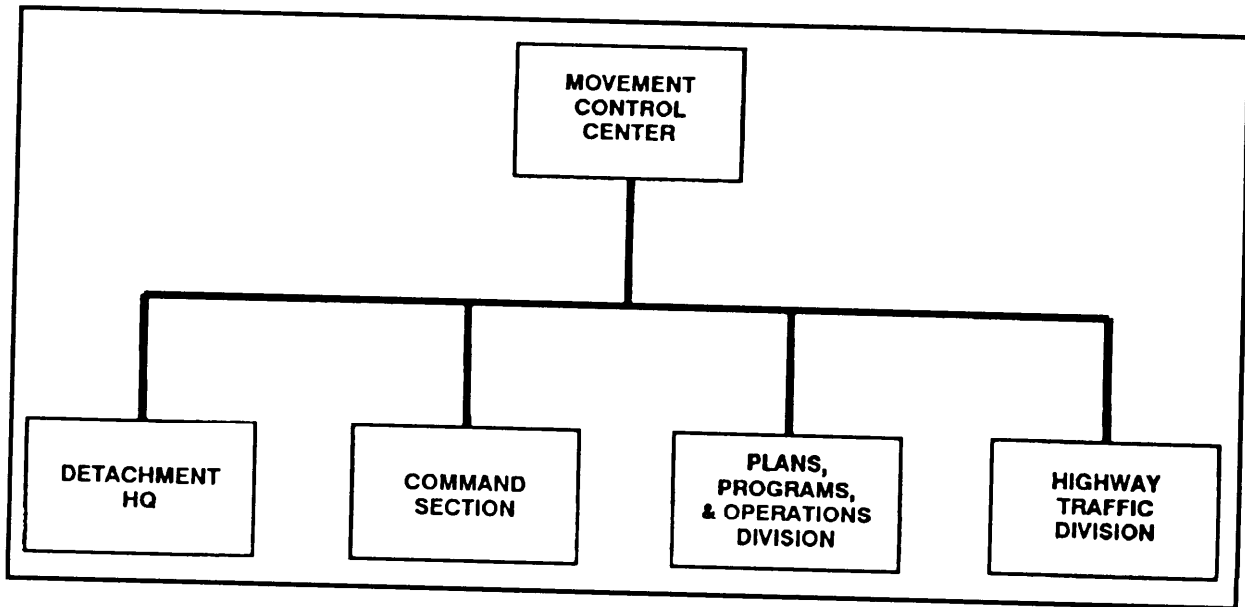 MOVEMENT
CONTROL
CENTER
DETACHMENT
HQ
COMMAND
SECTION
PLANS,
PROGRAMS,
& OPERATIONS
DIVISION
HIGHWAY
TRAFFIC
DIVISION